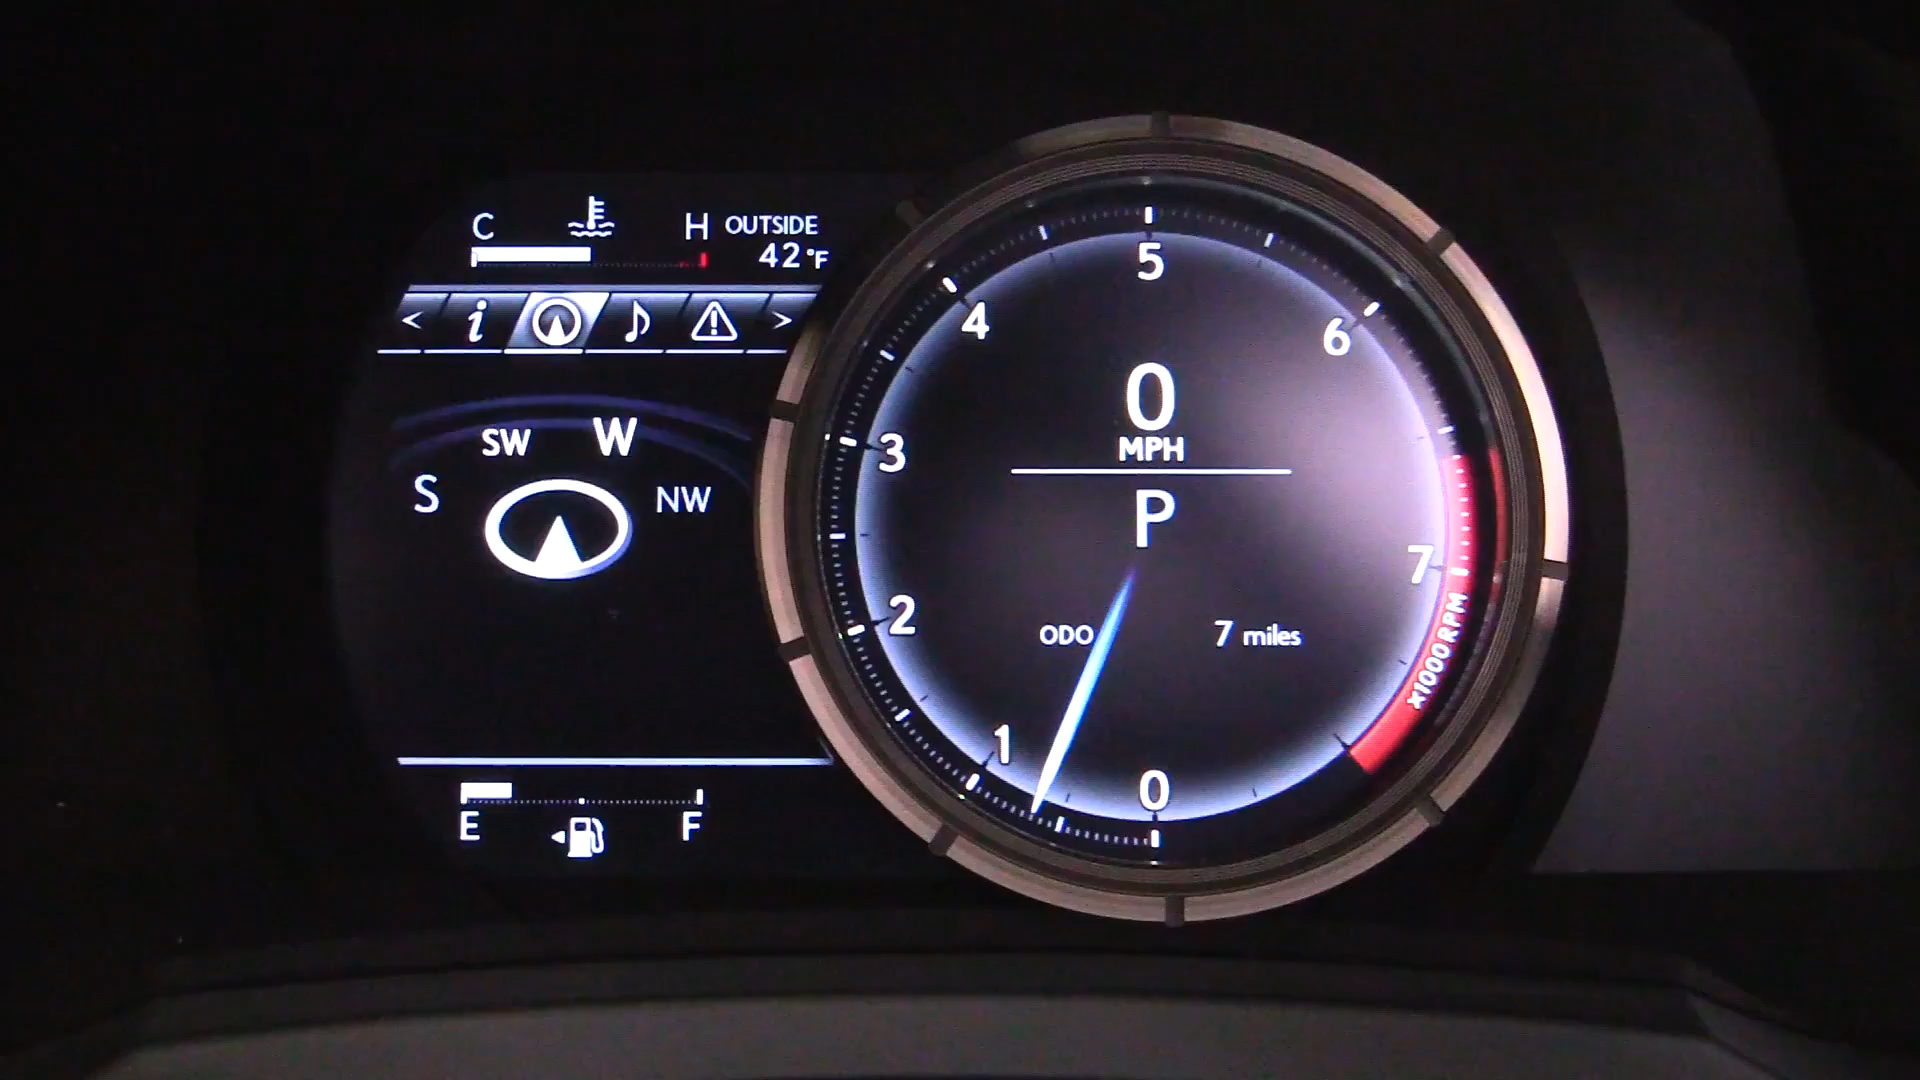 C H OUTSIDE
42°F
< i >
SW W
S NW
E F
5
4 6
3
2
1
0
7
x1000RPM
0
MPH
P
ODO 7 miles